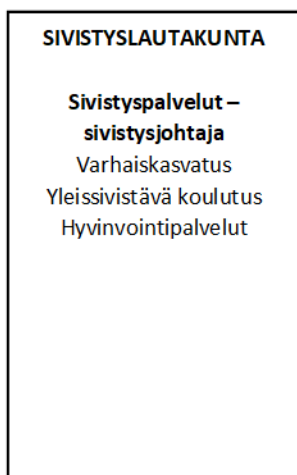 SIVISTYSLAUTAKUNTA
Sivistyspalvelut –
sivistysjohtaja
Varhaiskasvatus
Yleissivistävä koulutus
Hyvinvointipalvelut